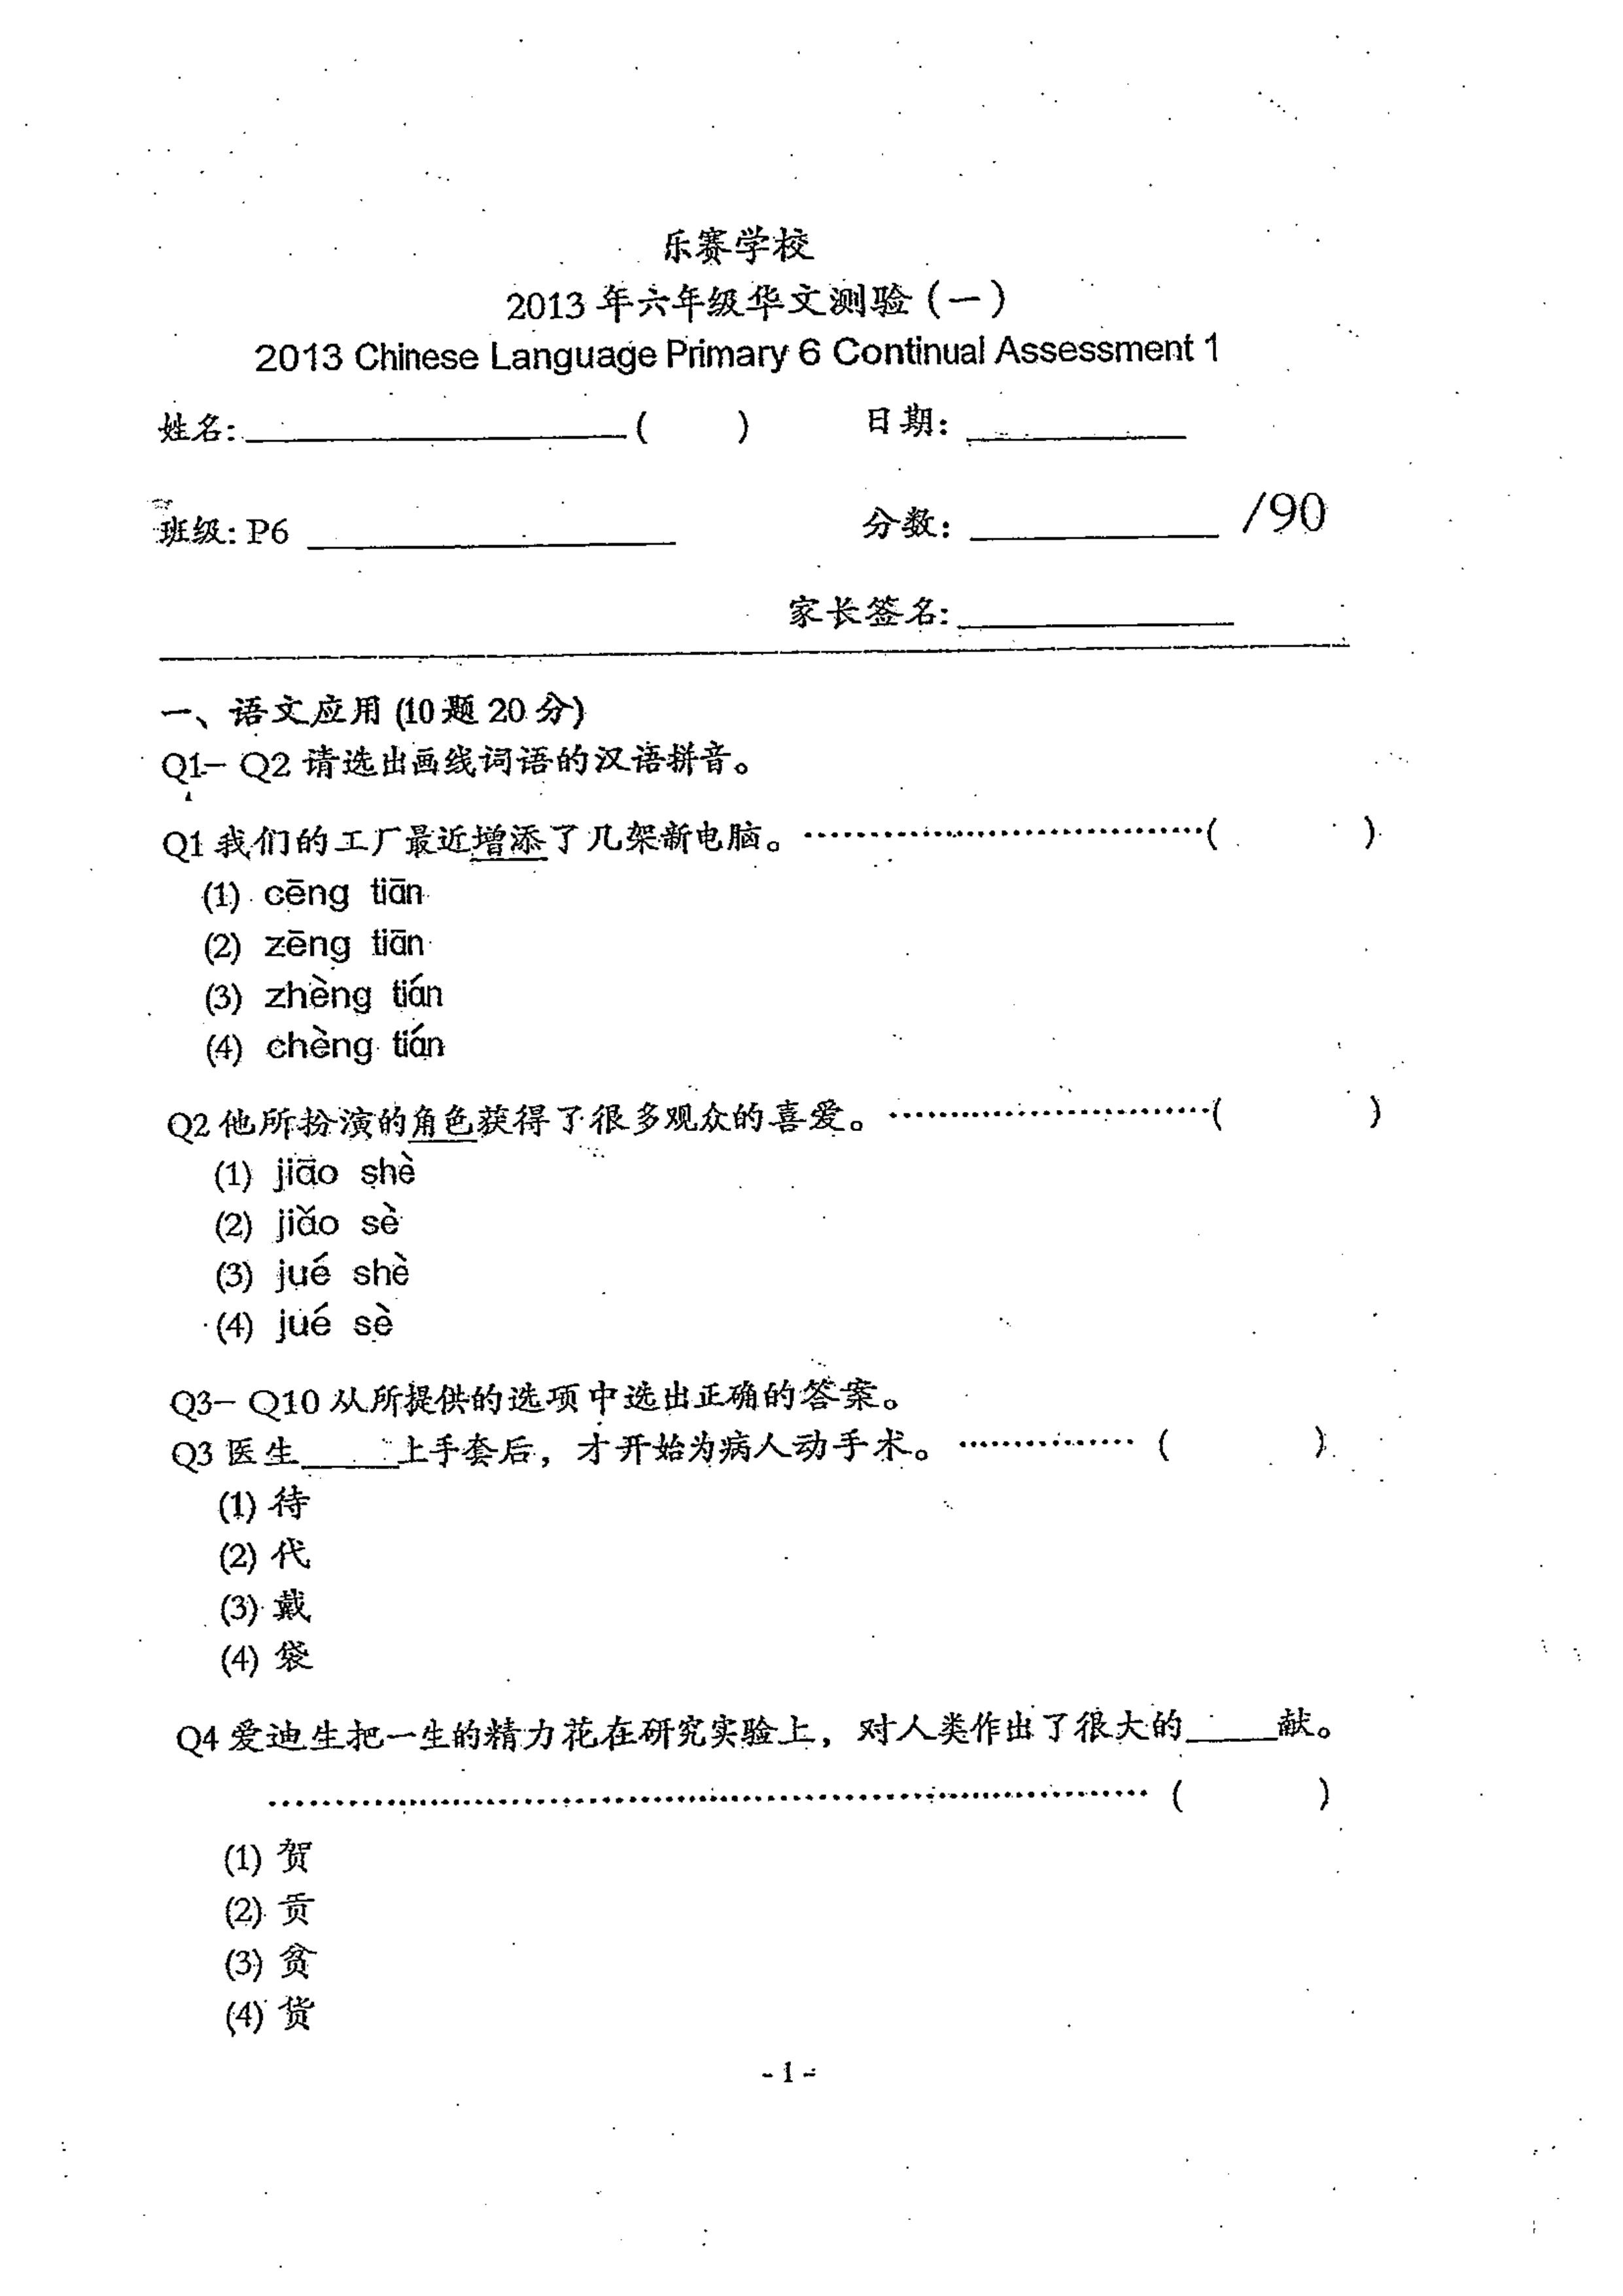 乐赛学校
2013 年六年级华文测验 (一)
2013 Chinese Language Primary 6 Continual Assessment 1
姓名: ____________ ( ) 日期: ____________
班级: P6 ____________ 分数: ____________ /90
家长签名: ____________
一、语文应用 (10 题 20 分)
Q1– Q2 请选出画线词语的汉语拼音。
Q1 我们的工厂最近增添了几架新电脑。 ………………………………( )
(1) cēng tiān
(2) zēng tiān
(3) zhèng tián
(4) chèng tián
Q2 他所扮演的角色获得了很多观众的喜爱。 …………………………( )
(1) jiāo shè
(2) jiǎo sè
(3) jué shè
(4) jué sè
Q3– Q10 从所提供的选项中选出正确的答案。
Q3 医生_____上手套后，才开始为病人动手术。 …………… ( )
(1) 待
(2) 代
(3) 戴
(4) 袋
Q4 爱迪生把一生的精力花在研究实验上，对人类作出了很大的_____献。
…………………………………………………………………… ( )
(1) 贺
(2) 贡
(3) 贫
(4) 货
- 1 -